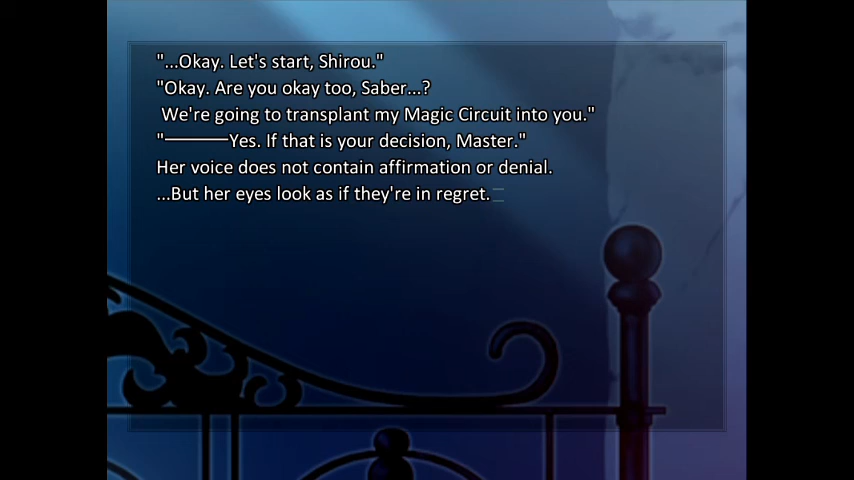 "...Okay. Let's start, Shirou."
"Okay. Are you okay too, Saber...?
We're going to transplant my Magic Circuit into you."
"————Yes. If that is your decision, Master."
Her voice does not contain affirmation or denial.
...But her eyes look as if they're in regret.